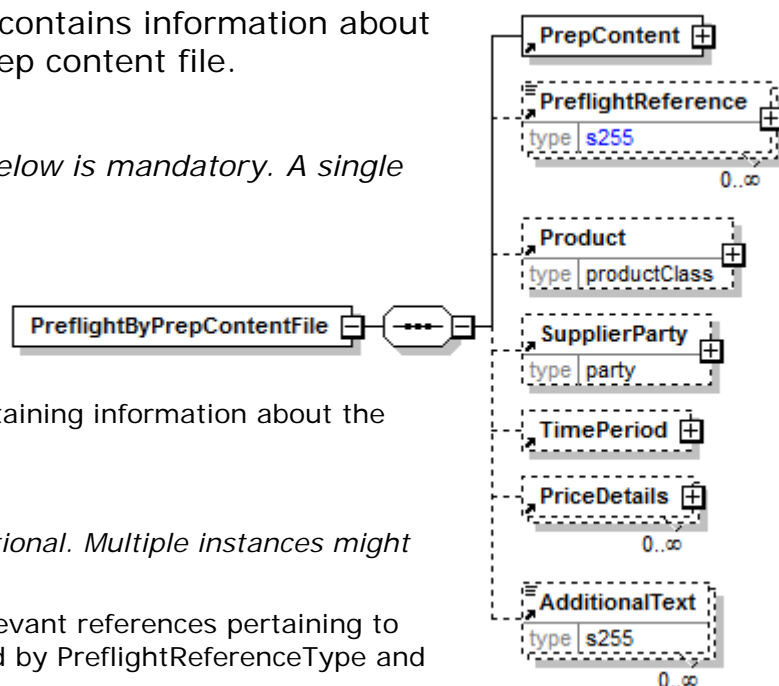 contains information about
ep content file.
elow is mandatory. A single
taining information about the
tional. Multiple instances might
evant references pertaining to
d by PreflightReferenceType and
PreflightByPrepContentFile
PrepContent
PreflightReference
type s255
0..∞
Product
type productClass
SupplierParty
type party
TimePeriod
PriceDetails
0..∞
AdditionalText
type s255
0..∞